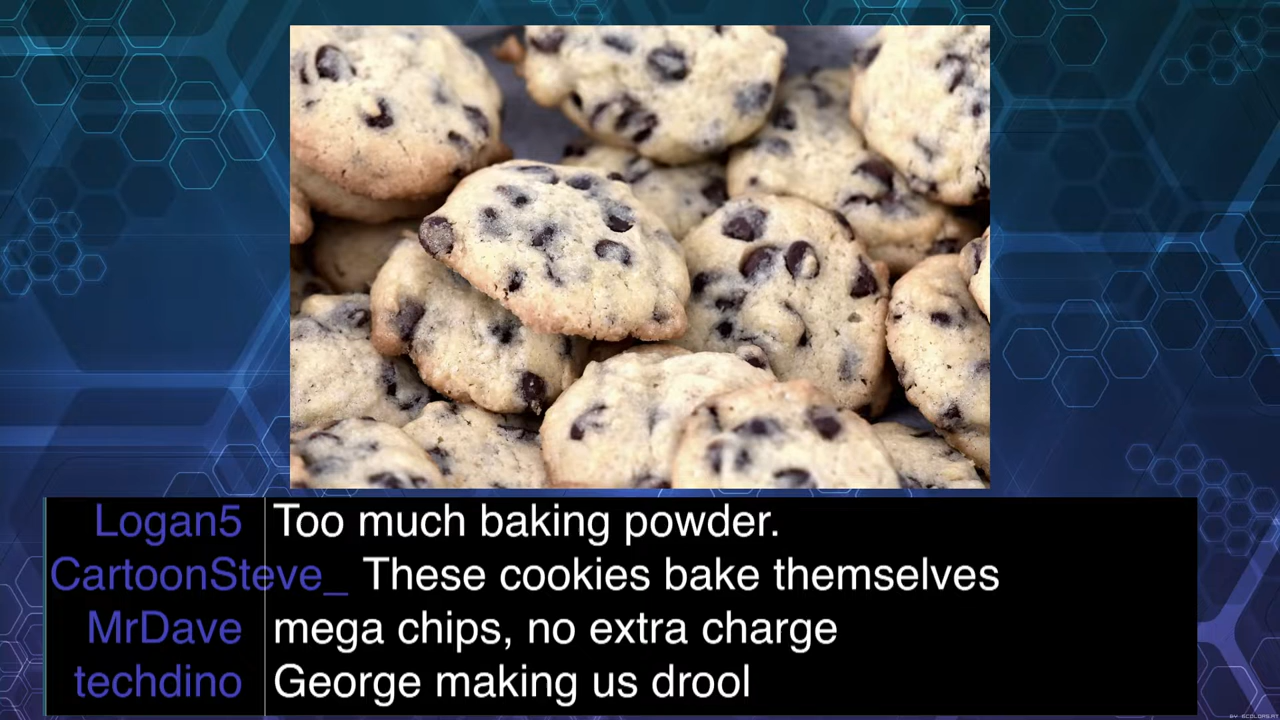 Logan5 Too much baking powder.
CartoonSteve_ These cookies bake themselves
MrDave mega chips, no extra charge
techdino George making us drool